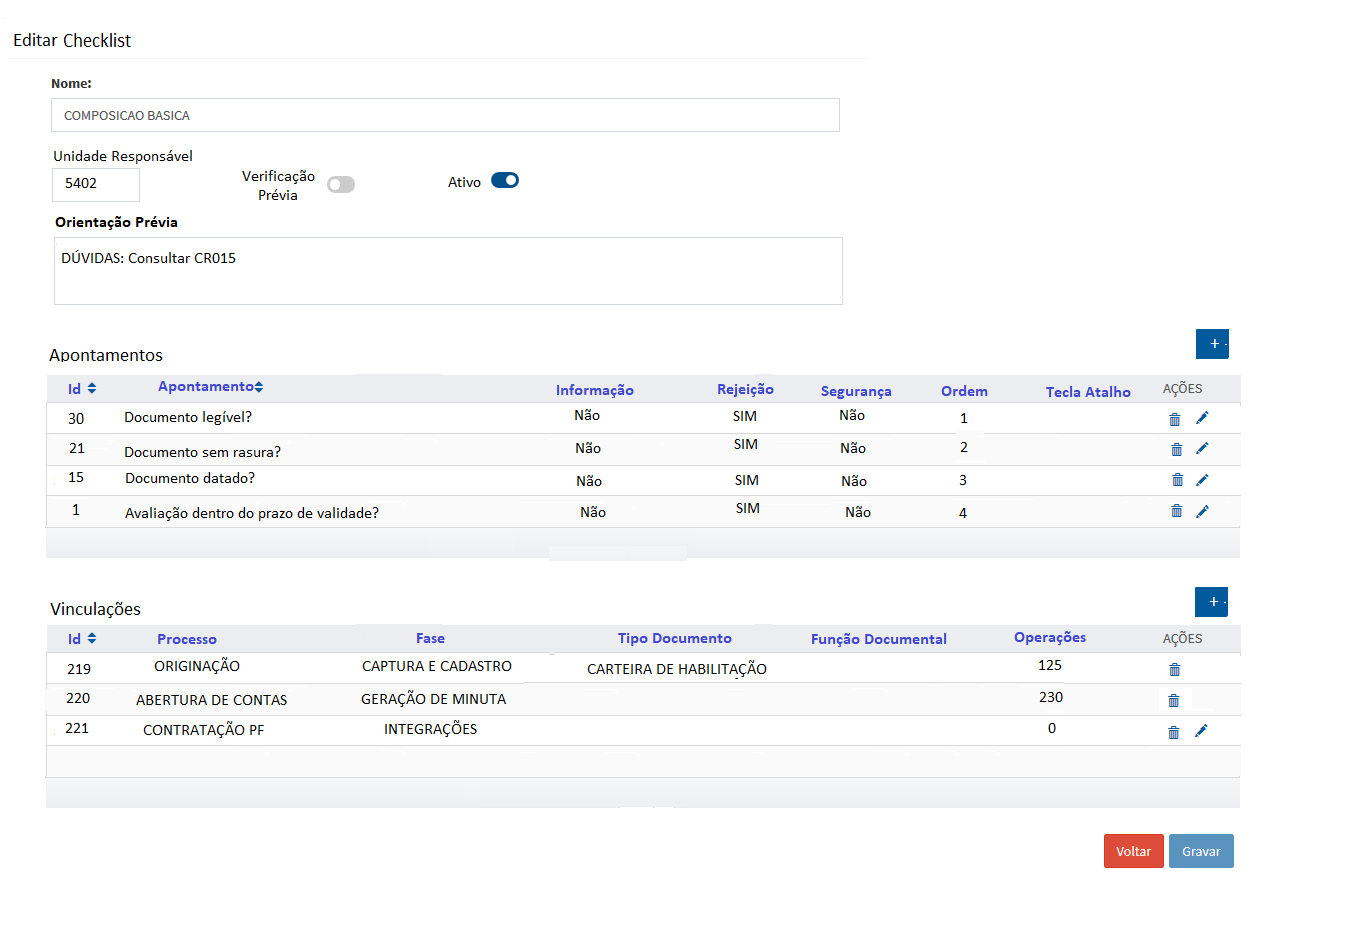 Editar Checklist
Nome:
COMPOSICAO BASICA
Unidade Responsável
5402
Verificação
Prévia
Ativo
Orientação Prévia
DÚVIDAS: Consultar CR015
Apontamentos
+
Id Apontamento Informação Rejeição Segurança Ordem Tecla Atalho AÇÕES
30 Documento legível? Não SIM Não 1
21 Documento sem rasura? Não SIM Não 2
15 Documento datado? Não SIM Não 3
1 Avaliação dentro do prazo de validade? Não SIM Não 4
Vinculações
+
Id Processo Fase Tipo Documento Função Documental Operações AÇÕES
219 ORIGINAÇÃO CAPTURA E CADASTRO CARTEIRA DE HABILITAÇÃO 125
220 ABERTURA DE CONTAS GERAÇÃO DE MINUTA 230
221 CONTRATAÇÃO PF INTEGRAÇÕES 0
Voltar Gravar